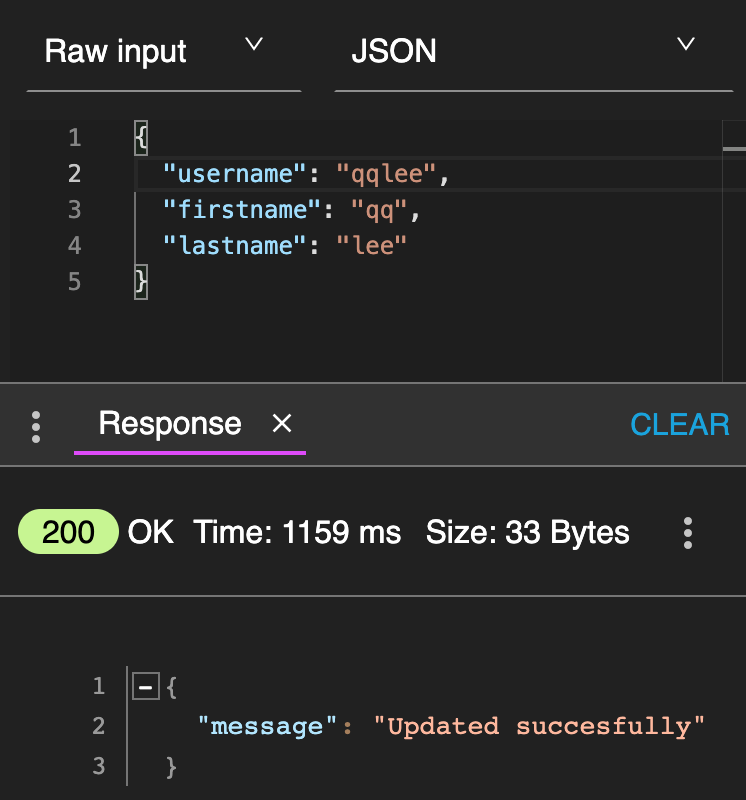 Raw input JSON
1 {
2 "username": "qqlee",
3 "firstname": "qq",
4 "lastname": "lee"
5 }
Response × CLEAR
200 OK Time: 1159 ms Size: 33 Bytes
1 {
2 "message": "Updated succesfully"
3 }